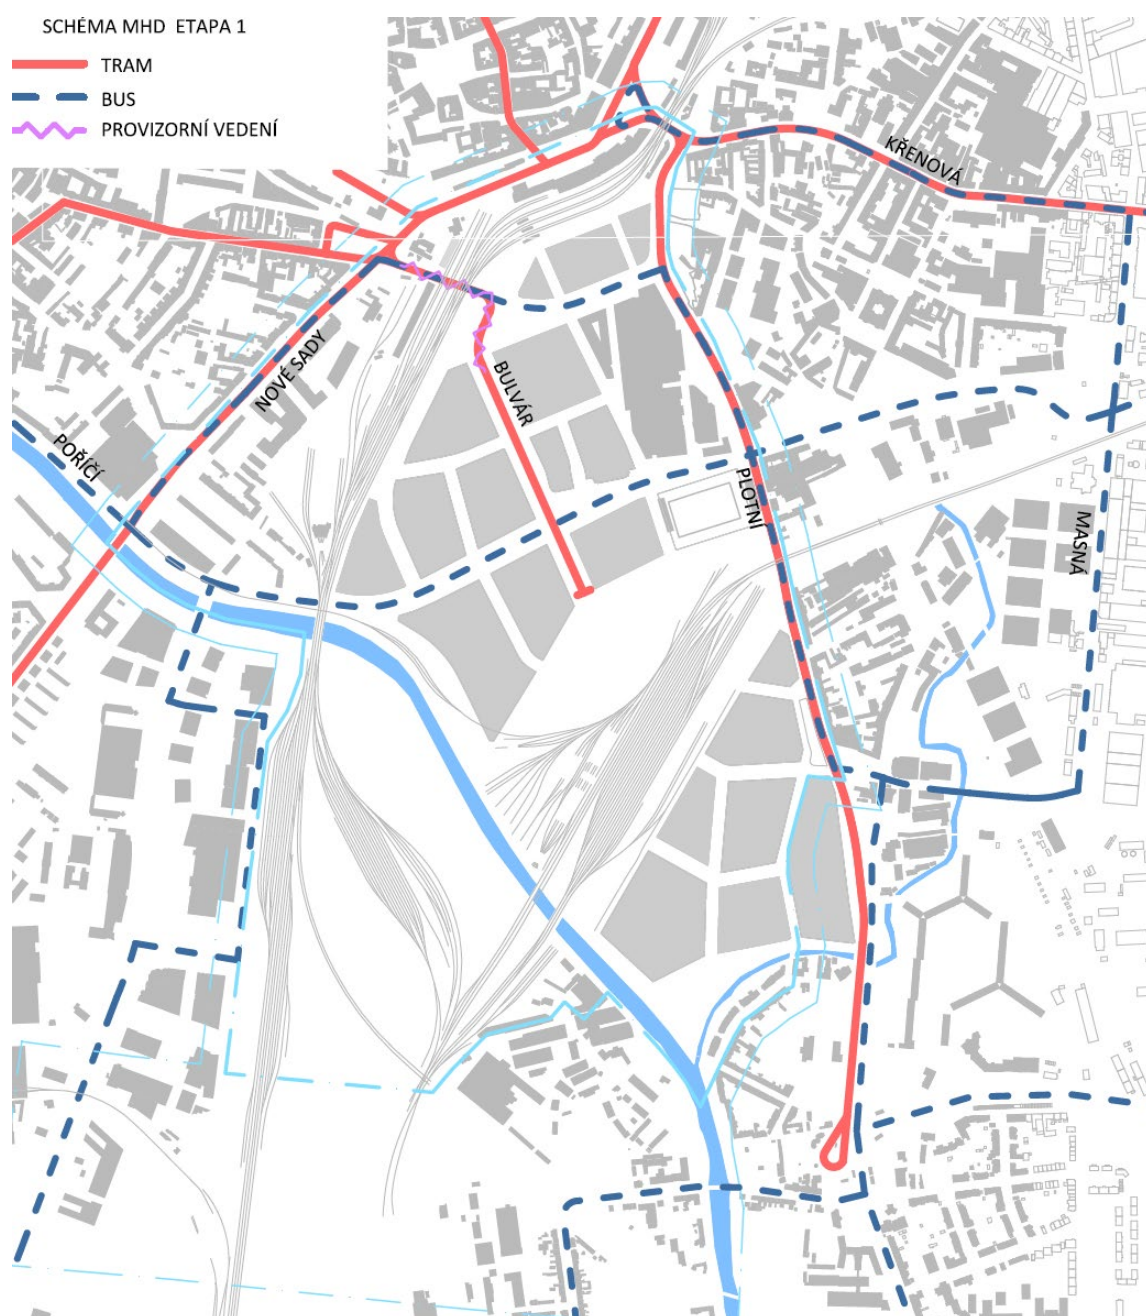 SCHÉMA MHD ETAPA 1
TRAM
BUS
PROVIZORNÍ VEDENÍ
KŘENOVÁ
NOVÉ SADY
BULVÁR
POŘÍČÍ
PLOTNÍ
MASNÁ